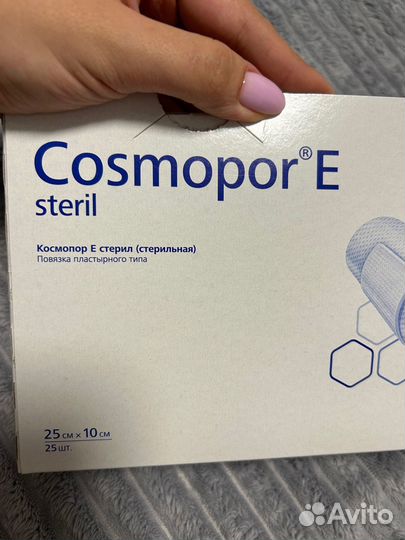 Cosmopor® E
steril
Космопор Е стерил (стерильная)
Повязка пластырного типа
25 см x 10 см
25 шт.
Avito